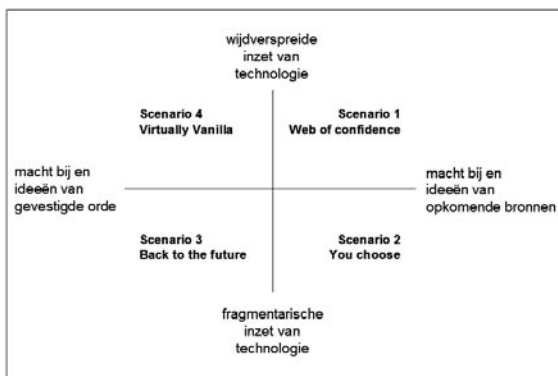 wijdverspreide
inzet van
technologie
Scenario 4
Virtually Vanilla
Scenario 1
Web of confidence
macht bij en
ideeën van
gevestigde orde
macht bij en
ideeën van
opkomende bronnen
Scenario 3
Back to the future
Scenario 2
You choose
fragmentarische
inzet van
technologie